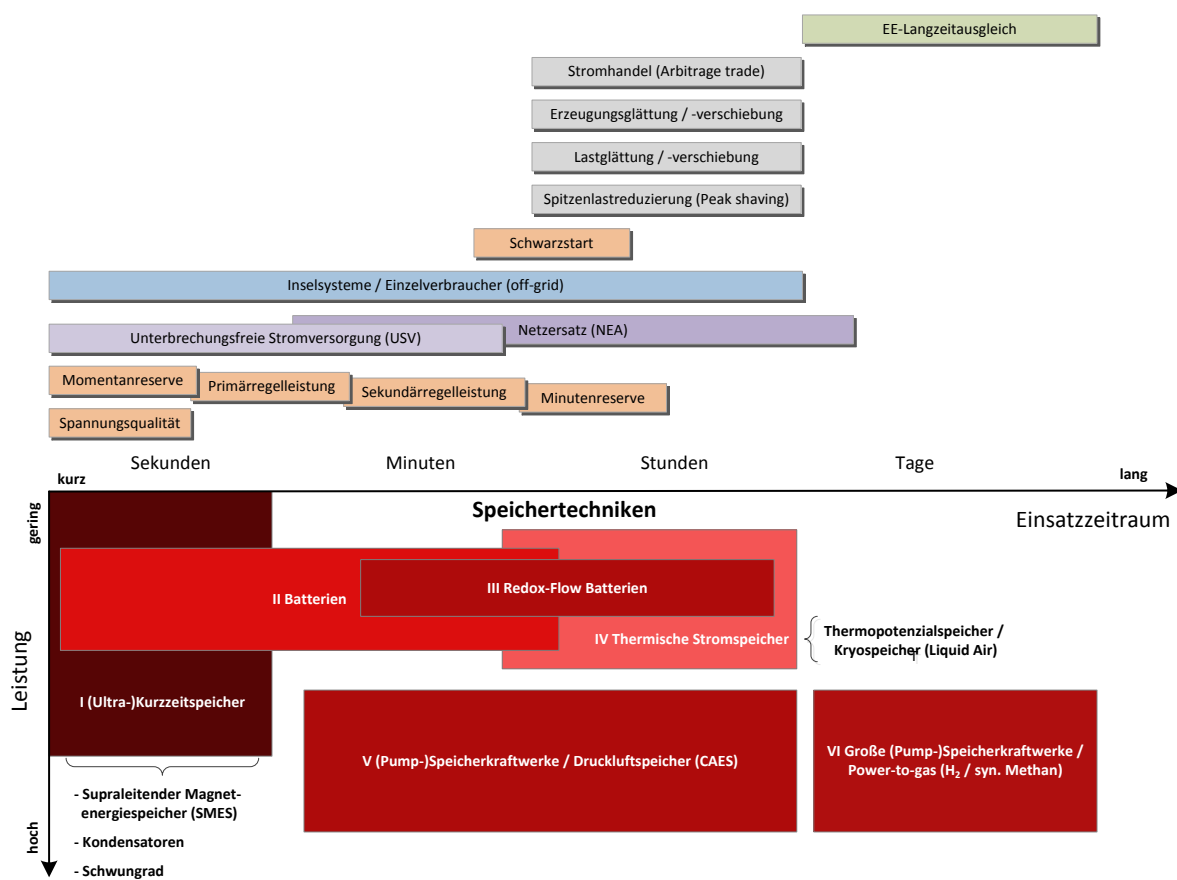 EE-Langzeitausgleich
Stromhandel (Arbitrage trade)
Erzeugungsglättung / -verschiebung
Lastglättung / -verschiebung
Spitzenlastreduzierung (Peak shaving)
Schwarzstart
Inselsysteme / Einzelverbraucher (off-grid)
Netzersatz (NEA)
Unterbrechungsfreie Stromversorgung (USV)
Momentanreserve
Primärregelleistung
Sekundärregelleistung
Minutenreserve
Spannungsqualität
Sekunden
Minuten
Stunden
Tage
kurz
lang
gering
Speichertechniken
Einsatzzeitraum
II Batterien
III Redox-Flow Batterien
IV Thermische Stromspeicher
Thermopotenzialspeicher /
Kryospeicher (Liquid Air)
Leistung
I (Ultra-)Kurzzeitspeicher
V (Pump-)Speicherkraftwerke / Druckluftspeicher (CAES)
VI Große (Pump-)Speicherkraftwerke /
Power-to-gas (H₂ / syn. Methan)
hoch
- Supraleitender Magnet-
energiespeicher (SMES)
- Kondensatoren
- Schwungrad